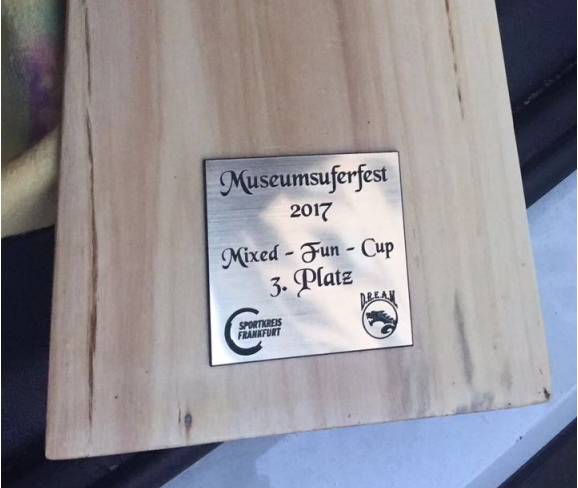 Museumsuferfest
2017
Mixed - Fun - Cup
3. Platz
SPORTKREIS
FRANKFURT
D.R.E.A.M.